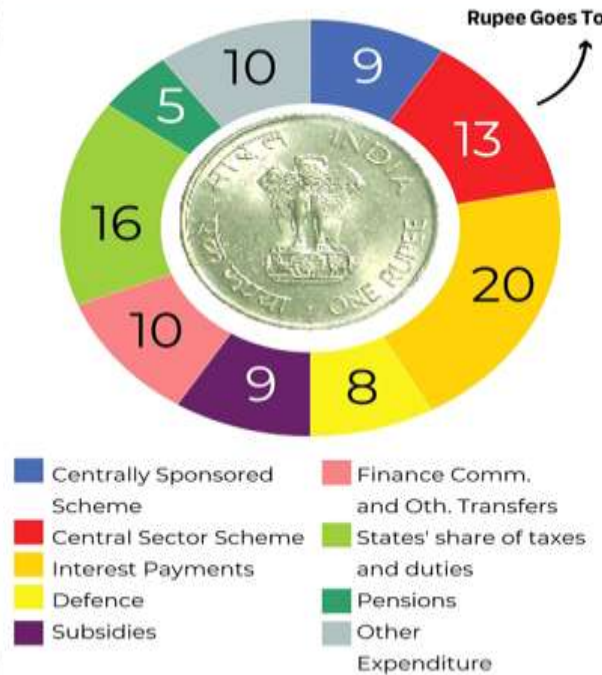 Rupee Goes To
10
9
5
13
16
20
10
9
8
भारत INDIA
ONE RUPEE
Centrally Sponsored
Scheme
Central Sector Scheme
Interest Payments
Defence
Subsidies
Finance Comm.
and Oth. Transfers
States' share of taxes
and duties
Pensions
Other
Expenditure